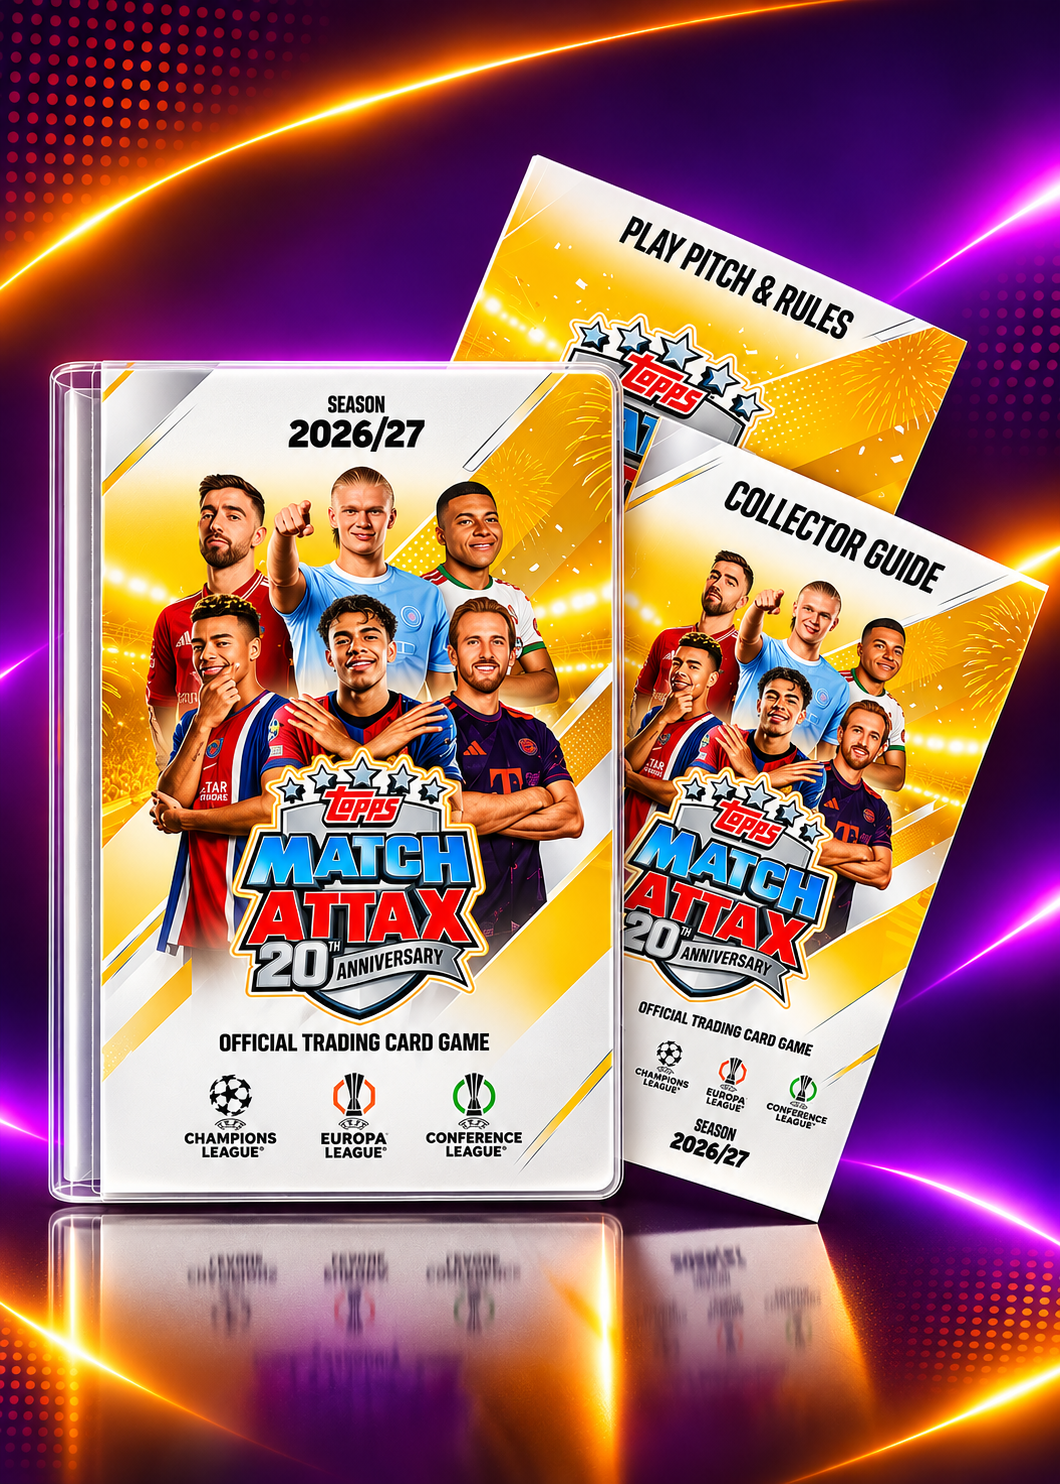 PLAY PITCH & RULES
topps
SEASON
2026/27
COLLECTOR GUIDE
topps
MATCH
ATTAX
20TH ANNIVERSARY
OFFICIAL TRADING CARD GAME
CHAMPIONS
LEAGUE
EUROPA
LEAGUE
CONFERENCE
LEAGUE
topps
MATCH
ATTAX
20TH ANNIVERSARY
OFFICIAL TRADING CARD GAME
CHAMPIONS
LEAGUE
EUROPA
LEAGUE
CONFERENCE
LEAGUE
SEASON
2026/27